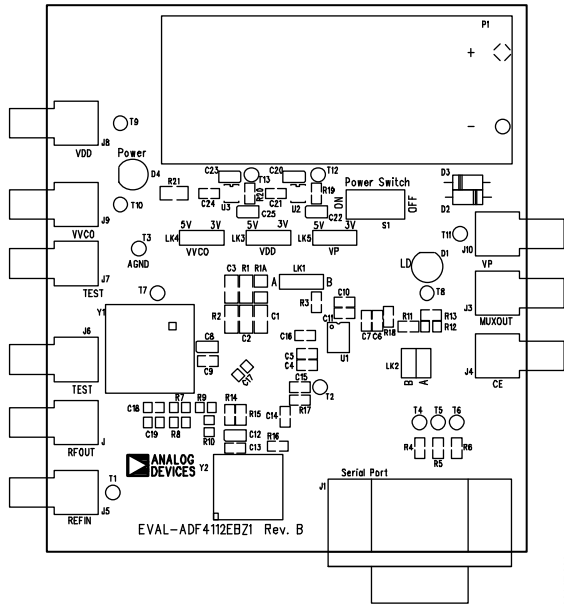 P1
+
-
T9
J8
VDD
Power
D4
C23
T13
C20
T12
R21
C24
U3
R20
C21
U2
R19
C25
C22
Power Switch
ON
OFF
S1
D3
D2
T10
J9
VVCO
5V 3V
LK4
VVCO
5V 3V
LK3
VDD
5V 3V
LK5
VP
T11
J10
VP
T3
AGND
J7
TEST
LD
D1
T8
C3 R1 R1A
LK1
A B
T7
Y1
R3
C10
J3
MUXOUT
R2
C1
C2
C11
C7 C6 R18
R11
R13
R12
J6
C8
C9
C16
U1
C5
C4
LK2
B A
J4
CE
TEST
C17
C15
R17
T2
C18
R7 R9
R14
R15
C14
C19 R8
R10
C12
C13
R16
T4 T5 T6
R4
R5
R6
J
RFOUT
ANALOG
DEVICES
Y2
T1
J5
REFIN
J1
Serial Port
EVAL-ADF4112EBZ1 Rev. B